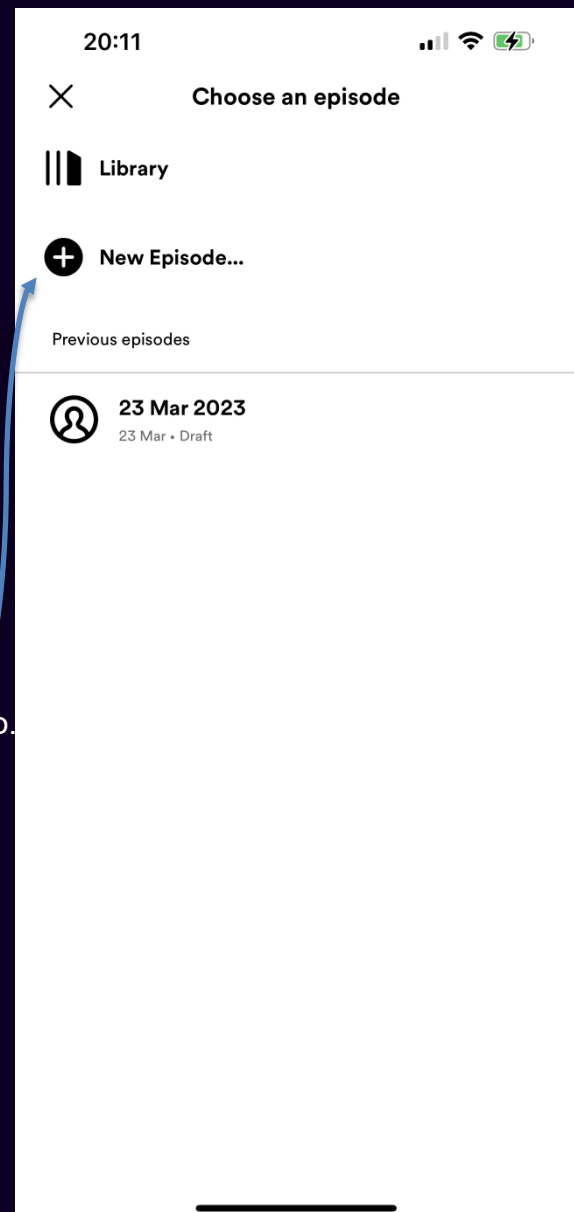 20:11
Choose an episode
Library
New Episode...
Previous episodes
23 Mar 2023
23 Mar • Draft